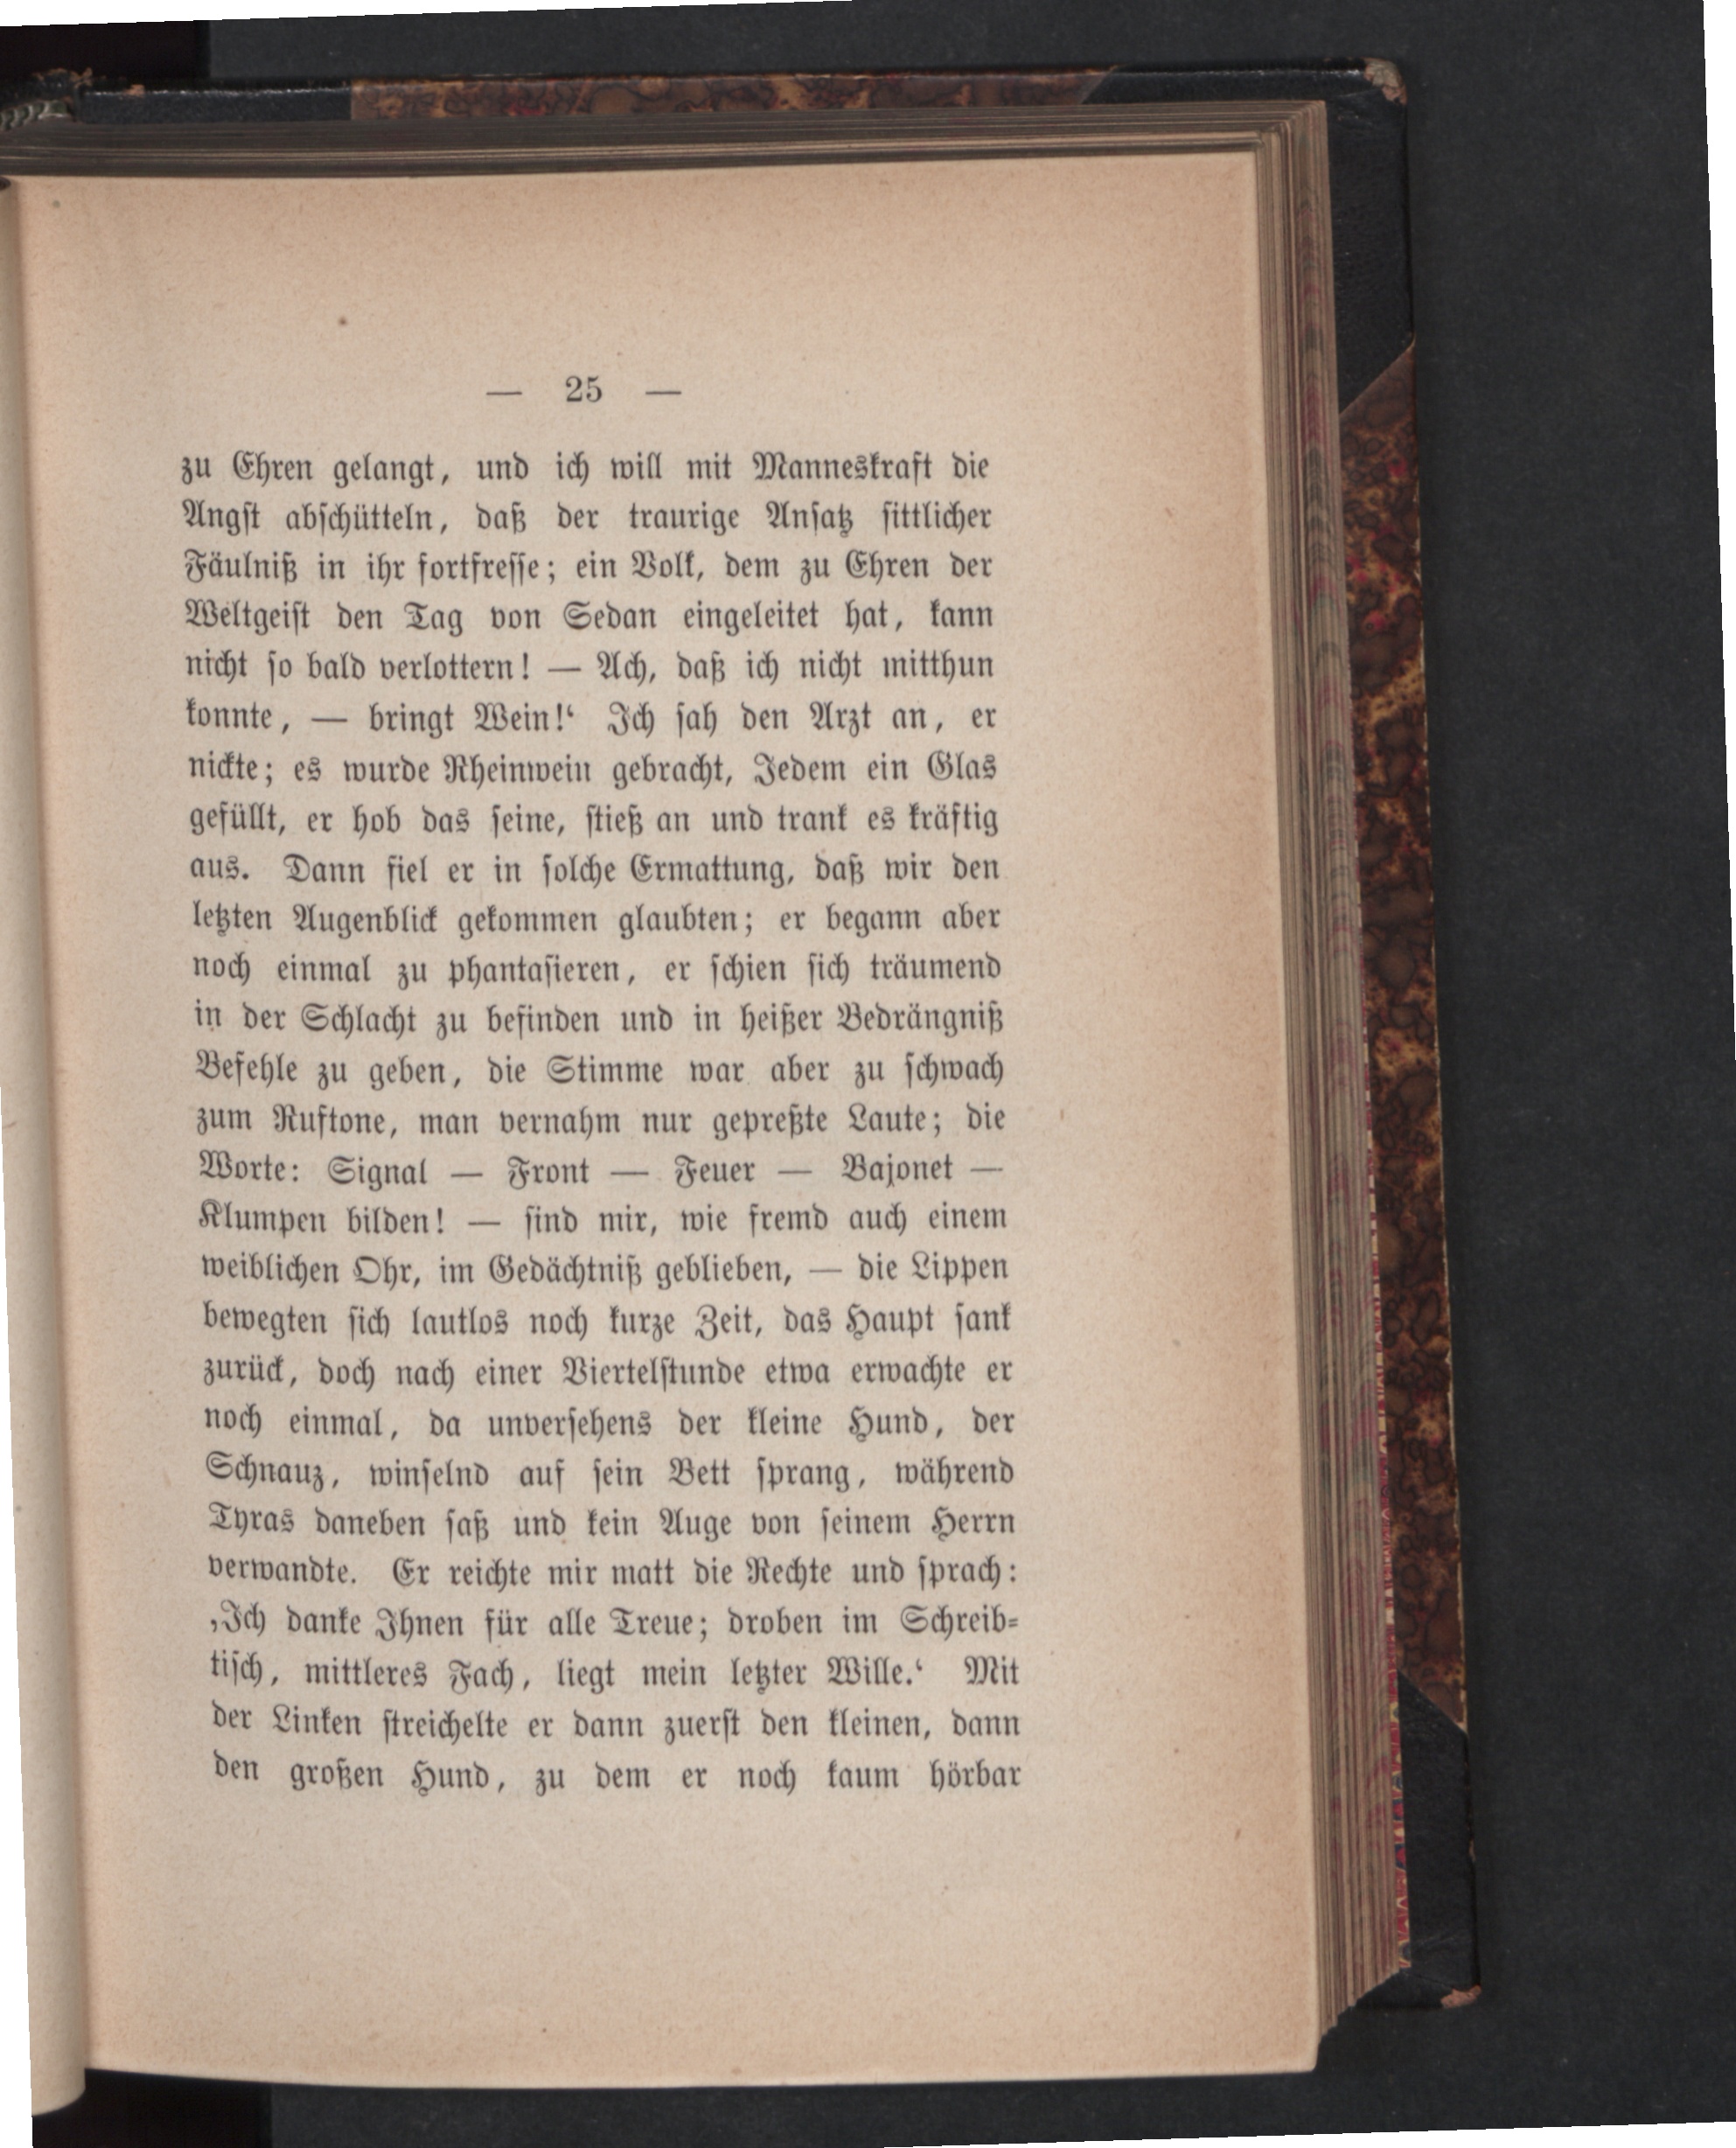 — 25 —
zu Ehren gelangt, und ich will mit Manneskraft die
Angst abschütteln, daß der traurige Ansatz sittlicher
Fäulniß in ihr fortfresse; ein Volk, dem zu Ehren der
Weltgeist den Tag von Sedan eingeleitet hat, kann
nicht so bald verlottern! — Ach, daß ich nicht mitthun
konnte, — bringt Wein!‘ Ich sah den Arzt an, er
nickte; es wurde Rheinwein gebracht, Jedem ein Glas
gefüllt, er hob das seine, stieß an und trank es kräftig
aus. Dann fiel er in solche Ermattung, daß wir den
letzten Augenblick gekommen glaubten; er begann aber
noch einmal zu phantasieren, er schien sich träumend
in der Schlacht zu befinden und in heißer Bedrängniß
Befehle zu geben, die Stimme war aber zu schwach
zum Ruftone, man vernahm nur gepreßte Laute; die
Worte: Signal — Front — Feuer — Bajonet —
Klumpen bilden! — sind mir, wie fremd auch einem
weiblichen Ohr, im Gedächtniß geblieben, — die Lippen
bewegten sich lautlos noch kurze Zeit, das Haupt sank
zurück, doch nach einer Viertelstunde etwa erwachte er
noch einmal, da unversehens der kleine Hund, der
Schnauz, winselnd auf sein Bett sprang, während
Tyras daneben saß und kein Auge von seinem Herrn
verwandte. Er reichte mir matt die Rechte und sprach:
‚Ich danke Ihnen für alle Treue; droben im Schreib-
tisch, mittleres Fach, liegt mein letzter Wille.‘ Mit
der Linken streichelte er dann zuerst den kleinen, dann
den großen Hund, zu dem er noch kaum hörbar